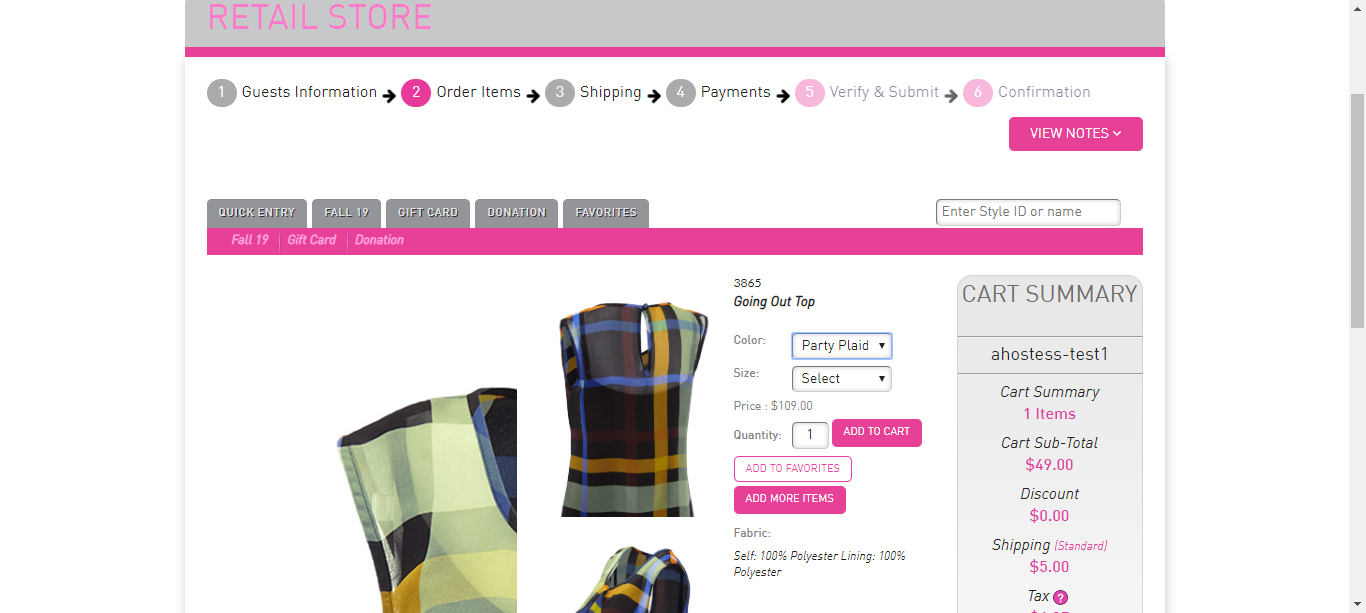 RETAIL STORE
1 Guests Information 2 Order Items 3 Shipping 4 Payments 5 Verify & Submit 6 Confirmation
VIEW NOTES
QUICK ENTRY FALL 19 GIFT CARD DONATION FAVORITES
Enter Style ID or name
Fall 19 Gift Card Donation
3865
Going Out Top
Color: Party Plaid
Size: Select
Price : $109.00
Quantity: 1 ADD TO CART
ADD TO FAVORITES
ADD MORE ITEMS
Fabric:
Self: 100% Polyester Lining: 100%
Polyester
CART SUMMARY
ahostess-test1
Cart Summary
1 Items
Cart Sub-Total
$49.00
Discount
$0.00
Shipping (Standard)
$5.00
Tax ?